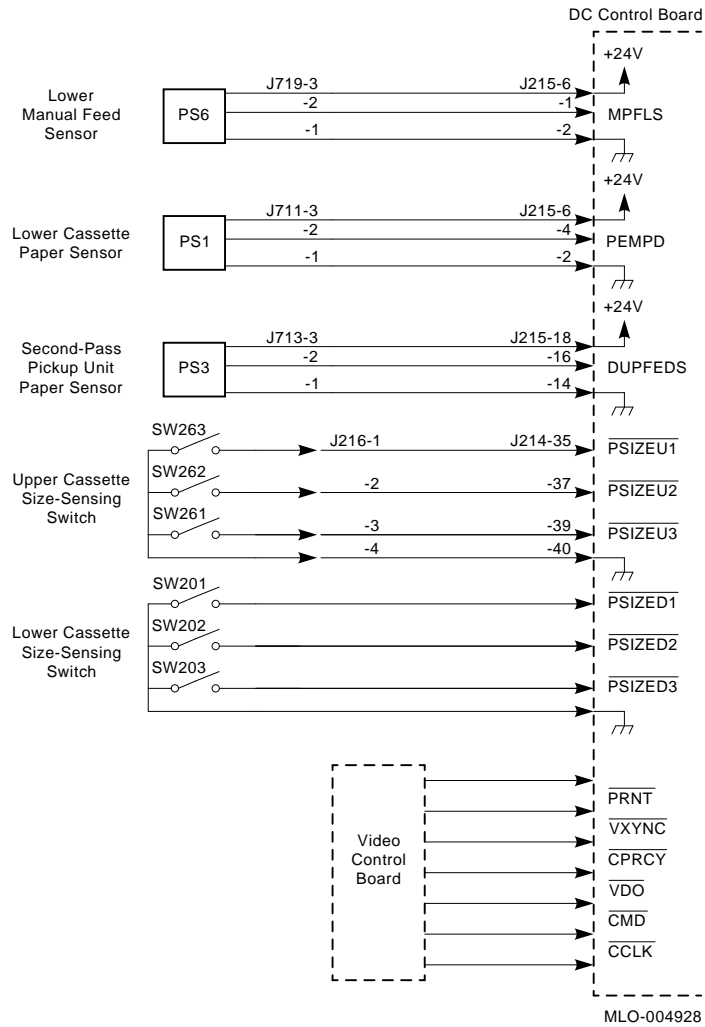 DC Control Board
+24V
Lower
Manual Feed
Sensor
PS6
J719-3
J215-6
-2
-1
MPFLS
-1
-2
+24V
Lower Cassette
Paper Sensor
PS1
J711-3
J215-6
-2
-4
PEMPD
-1
-2
+24V
Second-Pass
Pickup Unit
Paper Sensor
PS3
J713-3
J215-18
-2
-16
DUPFEDS
-1
-14
Upper Cassette
Size-Sensing
Switch
SW263
J216-1
J214-35
PSIZEU1
SW262
-2
-37
PSIZEU2
SW261
-3
-39
PSIZEU3
-4
-40
Lower Cassette
Size-Sensing
Switch
SW201
PSIZED1
SW202
PSIZED2
SW203
PSIZED3
Video
Control
Board
PRNT
VXYNC
CPRCY
VDO
CMD
CCLK
MLO-004928